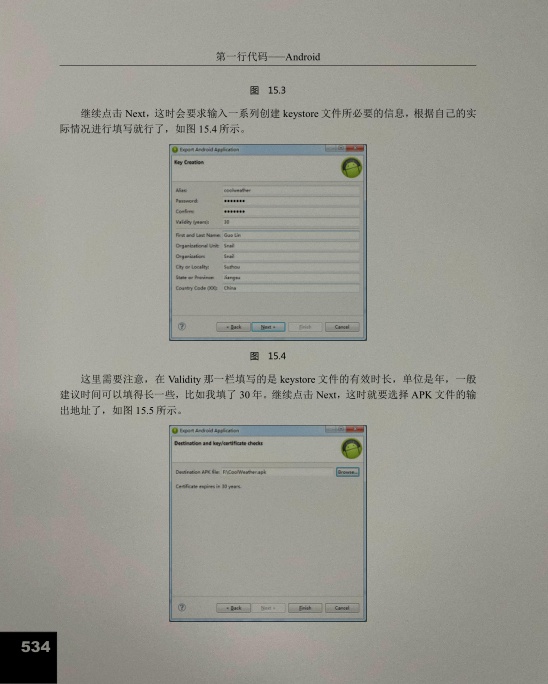 第一行代码——Android
图 15.3
继续点击 Next，这时会要求输入一系列创建 keystore 文件所必要的信息，根据自己的实
际情况进行填写就行了，如图 15.4 所示。
Export Android Application
Key Creation
Alias: coolweather
Password: •••••••
Confirm: •••••••
Validity (years): 30
First and Last Name: Guo Lin
Organizational Unit: Snail
Organization: Snail
City or Locality: Suzhou
State or Province: Jiangsu
Country Code (XX): China
< Back Next > Finish Cancel
图 15.4
这里需要注意，在 Validity 那一栏填写的是 keystore 文件的有效时长，单位是年，一般
建议时间可以填得长一些，比如我填了 30 年。继续点击 Next，这时就要选择 APK 文件的输
出地址了，如图 15.5 所示。
Export Android Application
Destination and key/certificate checks
Destination APK file: F:\CoolWeather.apk Browse...
Certificate expires in 30 years.
< Back Next > Finish Cancel
534